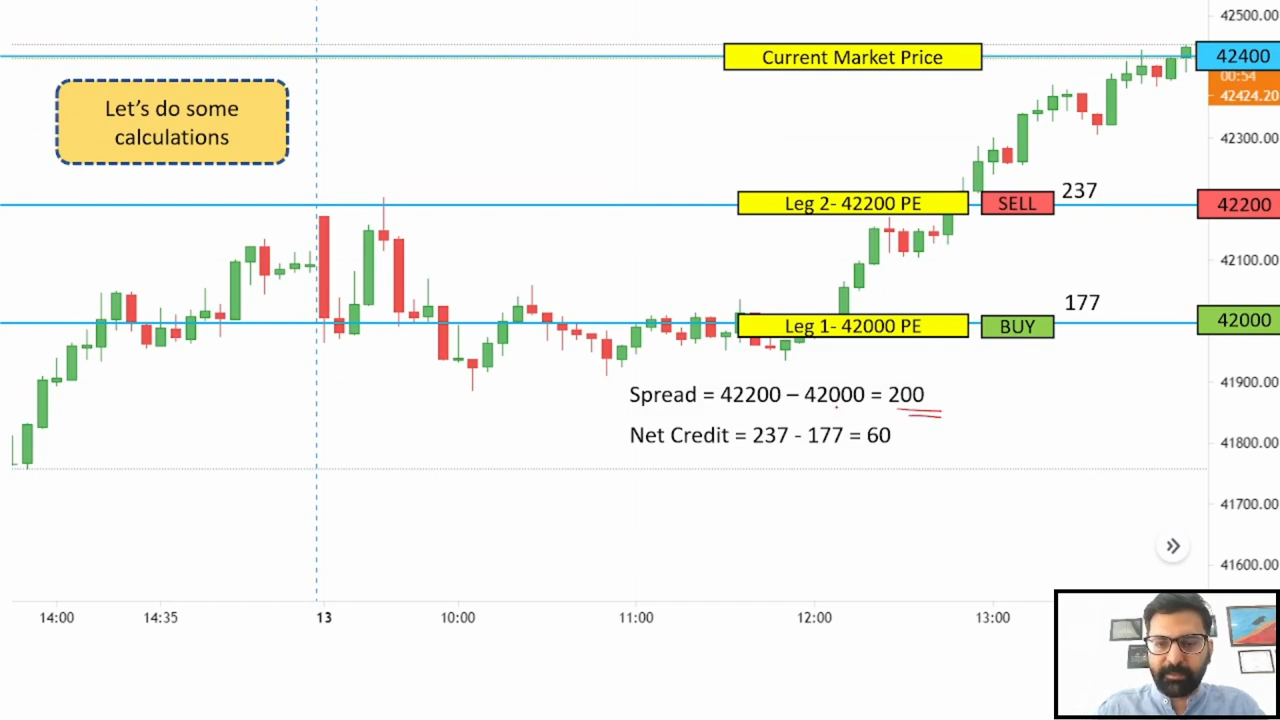 42500.00
Current Market Price
42400
00:54
42424.20
Let's do some
calculations
42300.00
237
Leg 2- 42200 PE
SELL
42200
42100.00
177
Leg 1- 42000 PE
BUY
42000
41900.00
Spread = 42200 – 42000 = 200
Net Credit = 237 - 177 = 60
41800.00
41700.00
41600.00
14:00
14:35
13
10:00
11:00
12:00
13:00